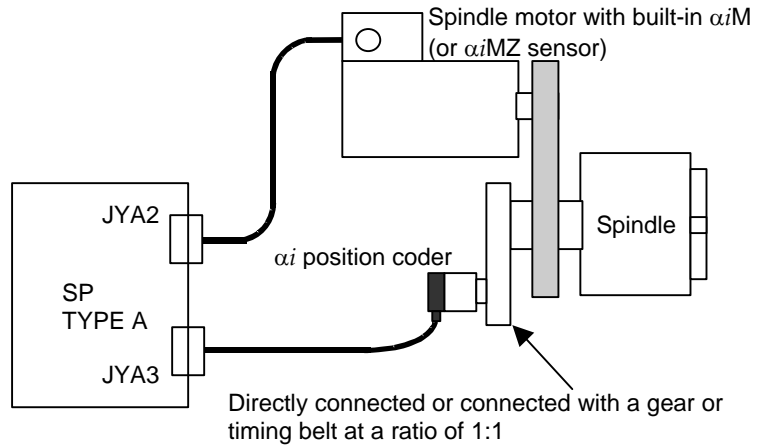 Spindle motor with built-in αiM
(or αiMZ sensor)
JYA2
Spindle
αi position coder
SP
TYPE A
JYA3
Directly connected or connected with a gear or
timing belt at a ratio of 1:1